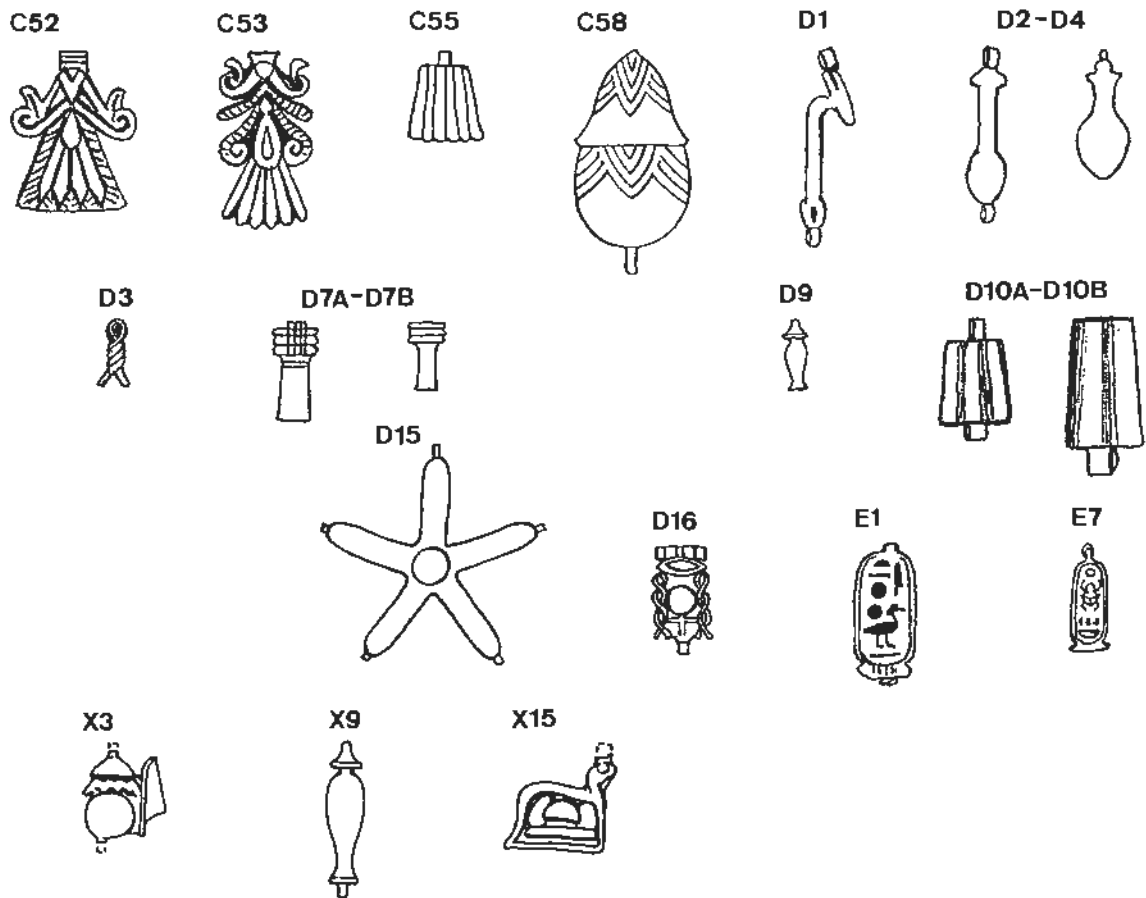 C52 C53 C55 C58 D1 D2-D4
D3 D7A-D7B D9 D10A-D10B
D15
D16 E1 E7
X3 X9 X15